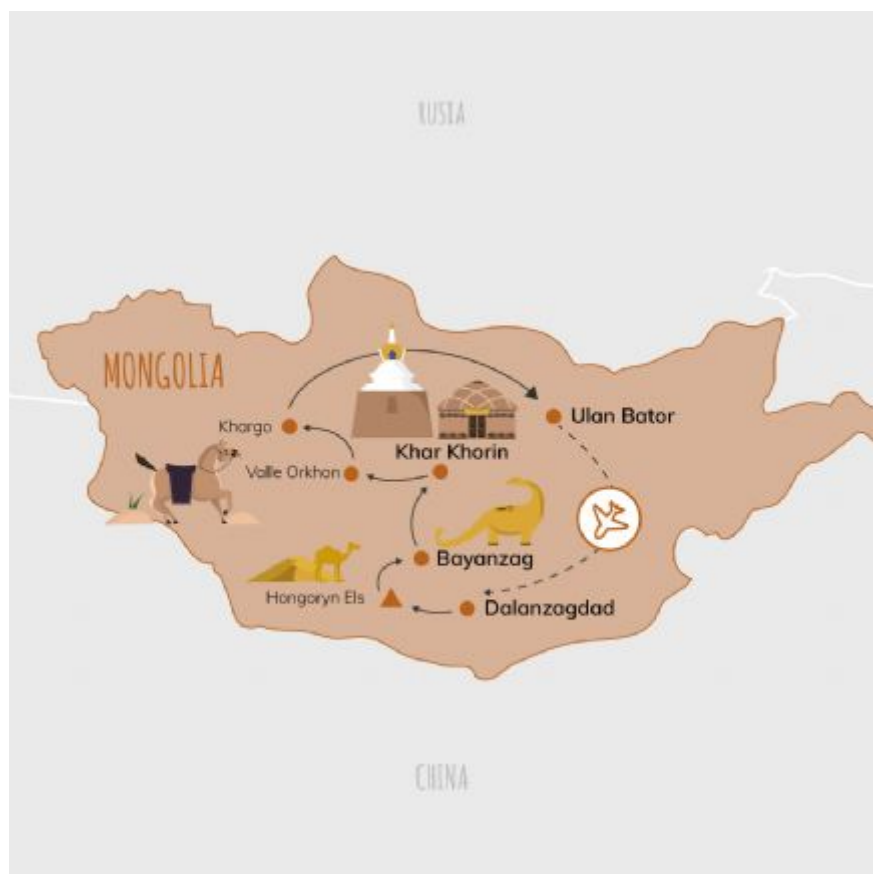 RUSIA
MONGOLIA
Khargo
Ulan Bator
Khar Khorin
Valle Orkhon
Bayanzag
Hongoryn Els
Dalanzagdad
CHINA